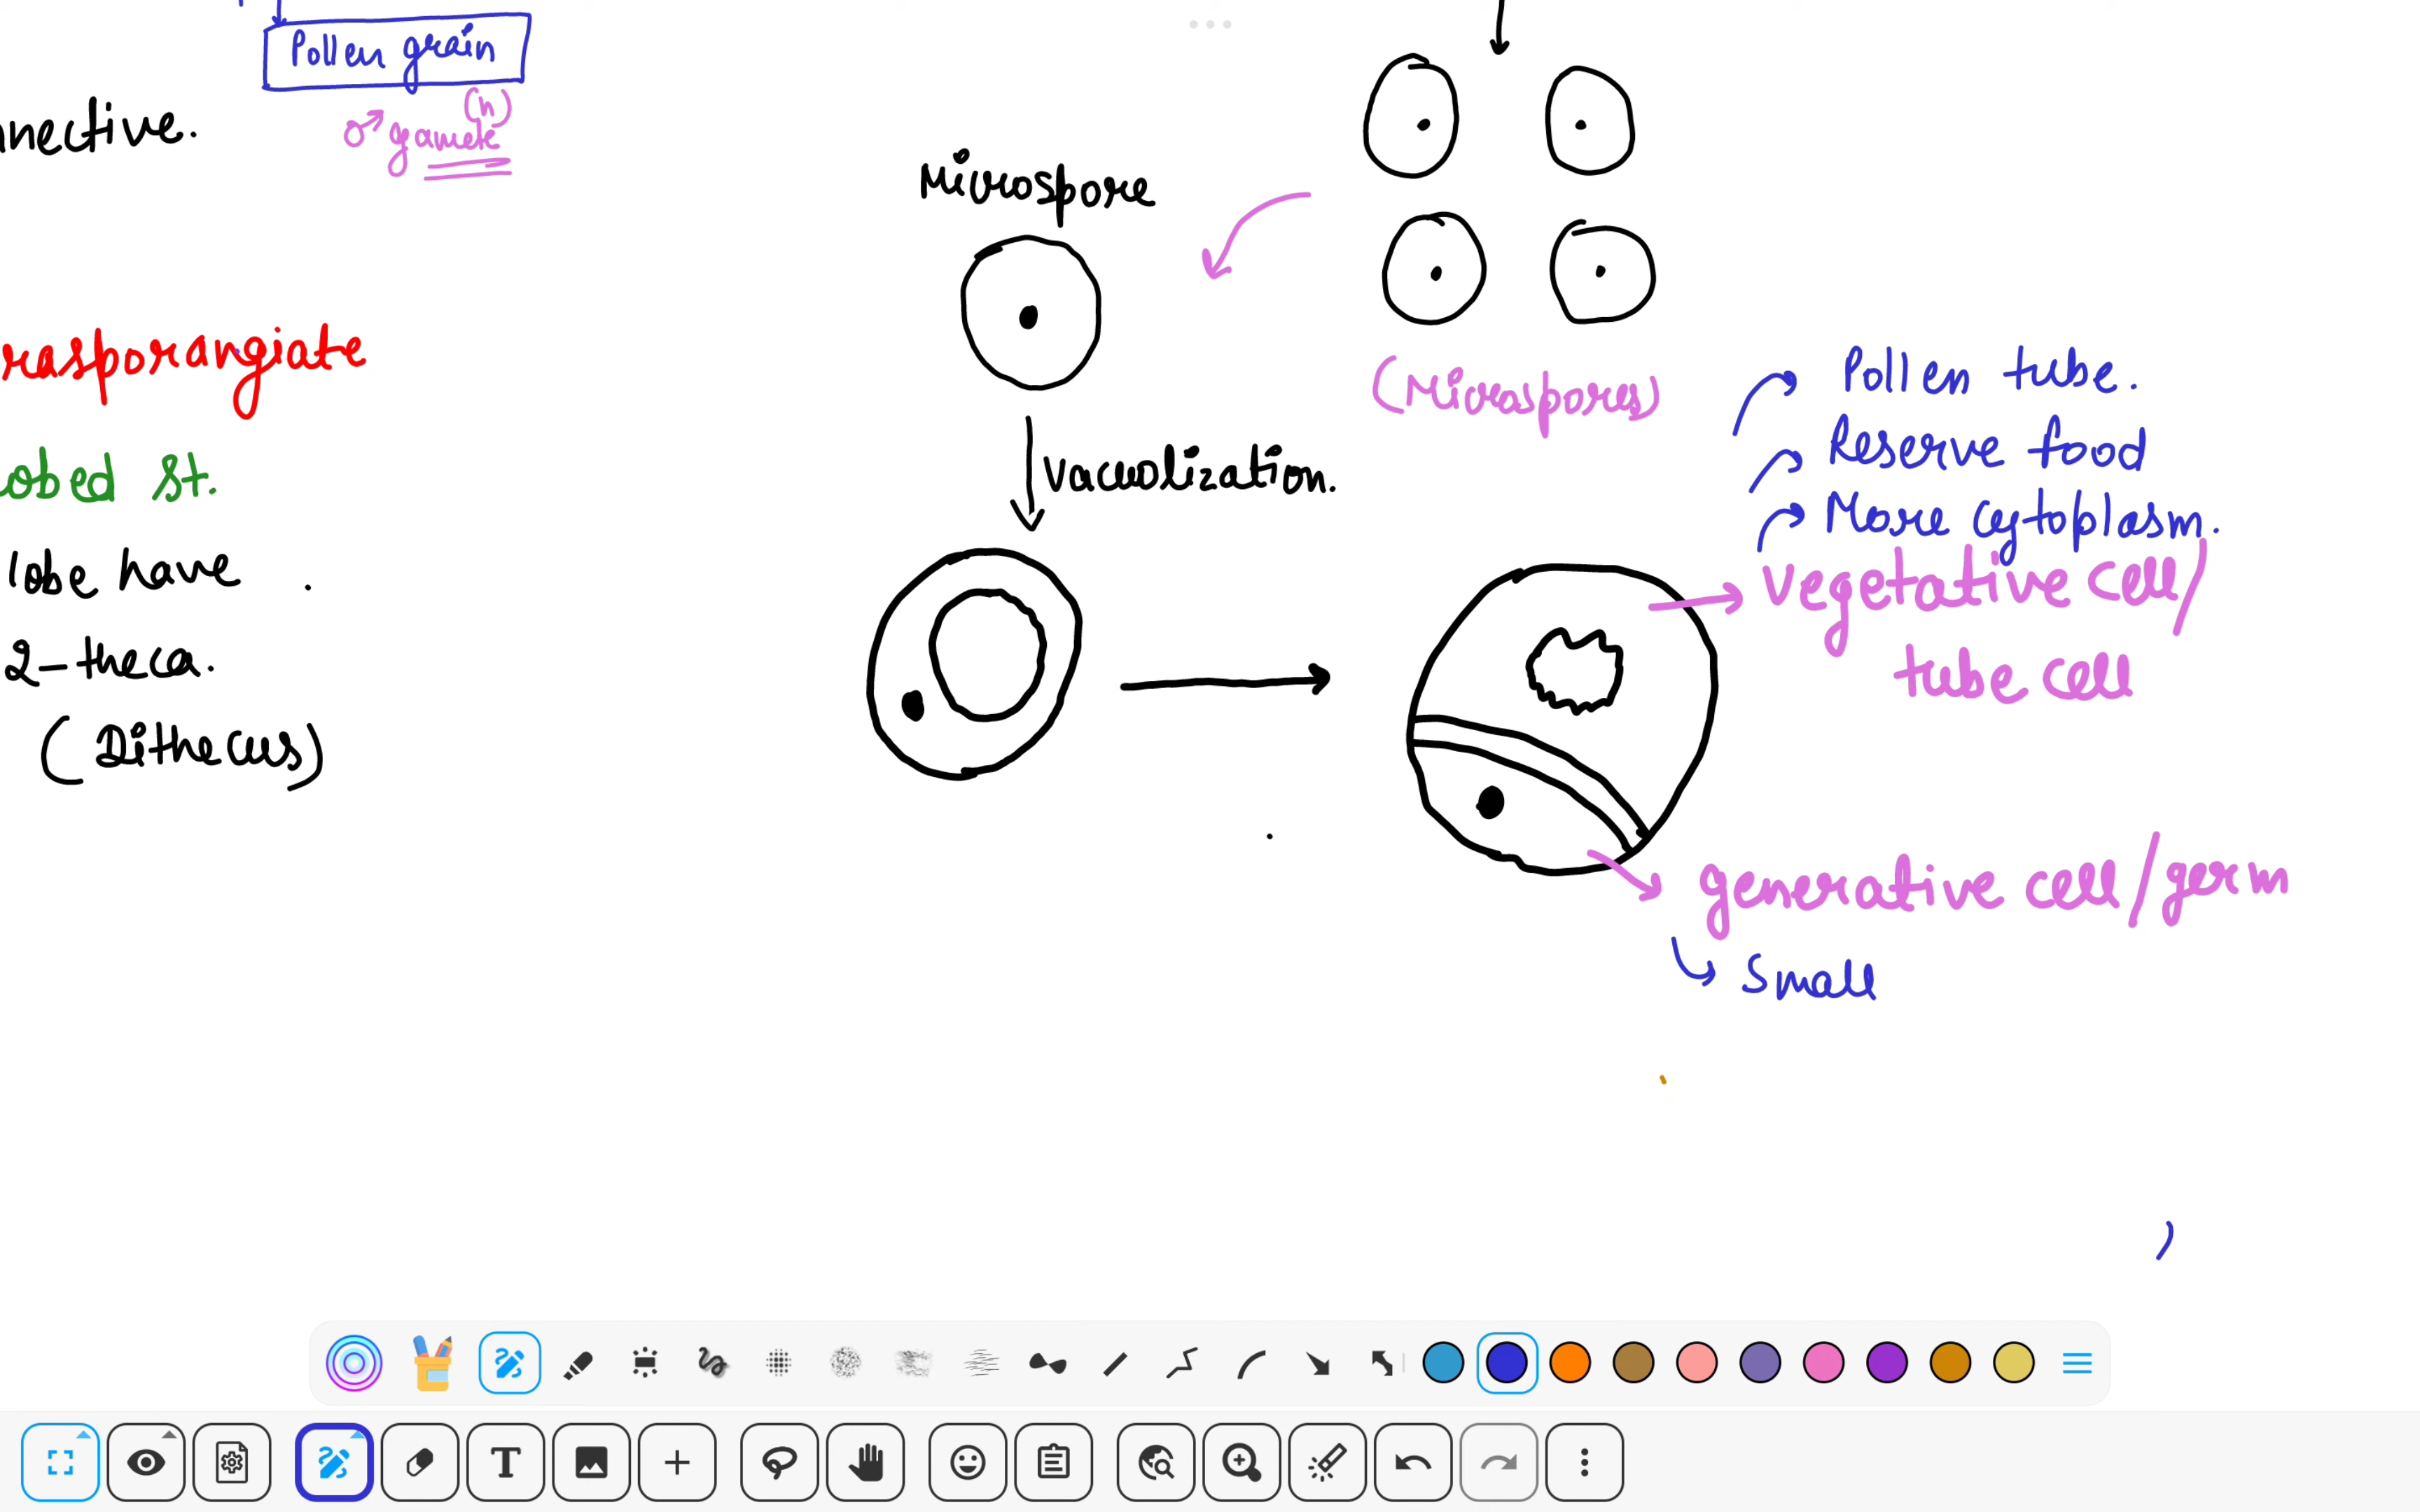 Pollen grain
(n)
♂ gamete
nnective.
rasporangiate
obed St.
lobe have .
2-theca.
(Dithecus)
Microspore
Vacuolization.
(Microspores)
Pollen tube.
Reserve food
More cytoplasm.
Vegetative cell/
tube cell
generative cell/germ
Small
T